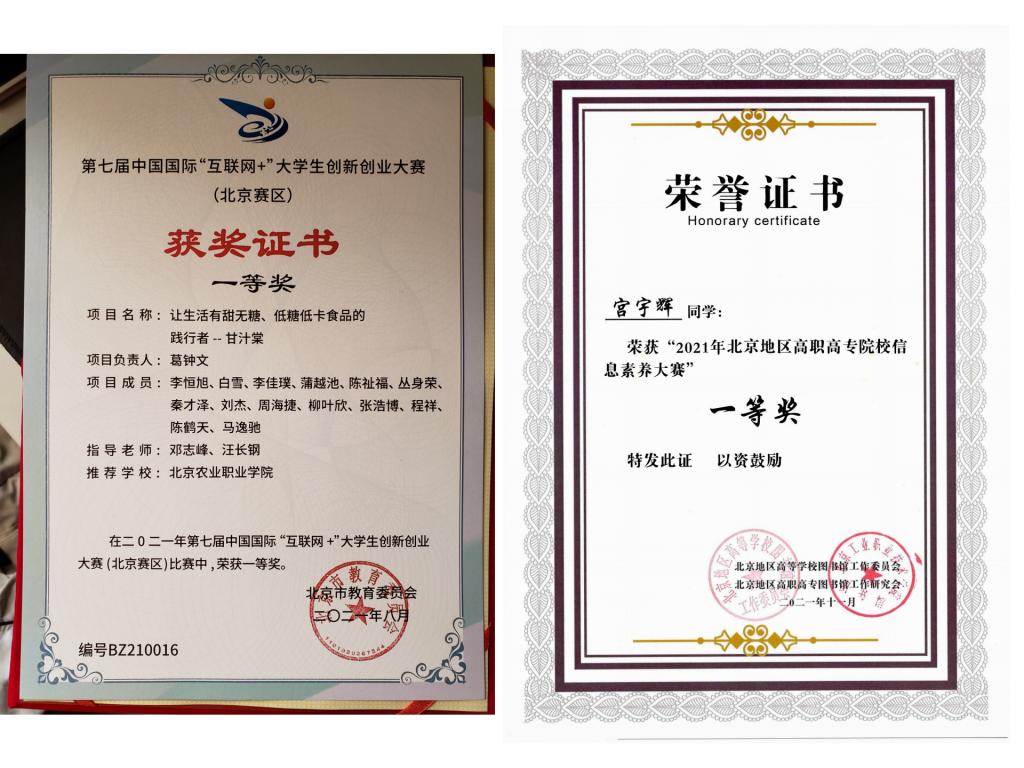 第七届中国国际“互联网+”大学生创新创业大赛
（北京赛区）
获奖证书
一等奖
项目名称：让生活有甜无糖、低糖低卡食品的
践行者 -- 甘汁棠
项目负责人：葛钟文
项目成员：李恒旭、白雪、李佳璞、蒲越池、陈祉福、丛身荣、
秦才泽、刘杰、周海捷、柳叶欣、张浩博、程祥、
陈鹤天、马逸驰
指导老师：邓志峰、汪长钢
推荐学校：北京农业职业学院
在二0二一年第七届中国国际“互联网+”大学生创新创业
大赛(北京赛区)比赛中,荣获一等奖。
北京市教育委员会
二〇二一年八月
编号BZ210016
荣誉证书
Honorary certificate
宫宇辉 同学：
荣获“2021年北京地区高职高专院校信
息素养大赛”
一等奖
特发此证 以资鼓励
北京地区高等学校图书馆工作委员会
北京地区高职高专图书馆工作研究会
二〇二一年十一月